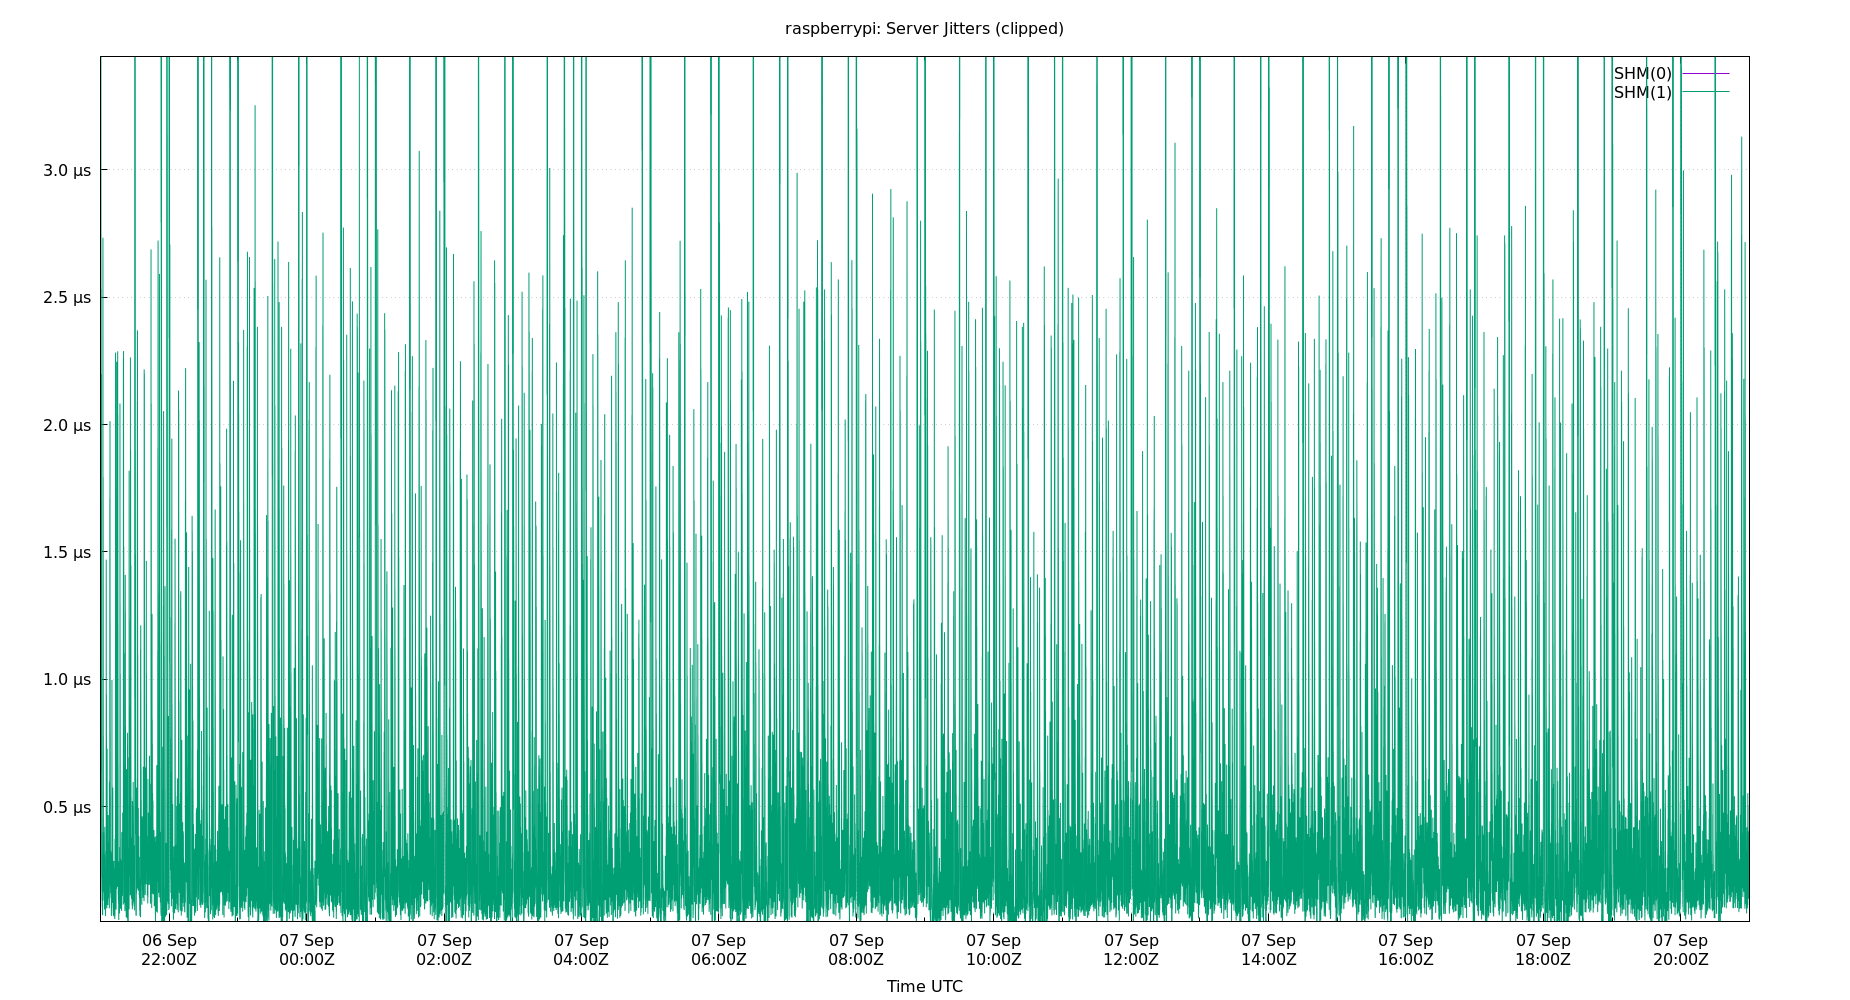 raspberrypi: Server Jitters (clipped)
SHM(0)
SHM(1)
3.0 µs
2.5 µs
2.0 µs
1.5 µs
1.0 µs
0.5 µs
06 Sep 07 Sep 07 Sep 07 Sep 07 Sep 07 Sep 07 Sep 07 Sep 07 Sep 07 Sep 07 Sep 07 Sep
22:00Z 00:00Z 02:00Z 04:00Z 06:00Z 08:00Z 10:00Z 12:00Z 14:00Z 16:00Z 18:00Z 20:00Z
Time UTC